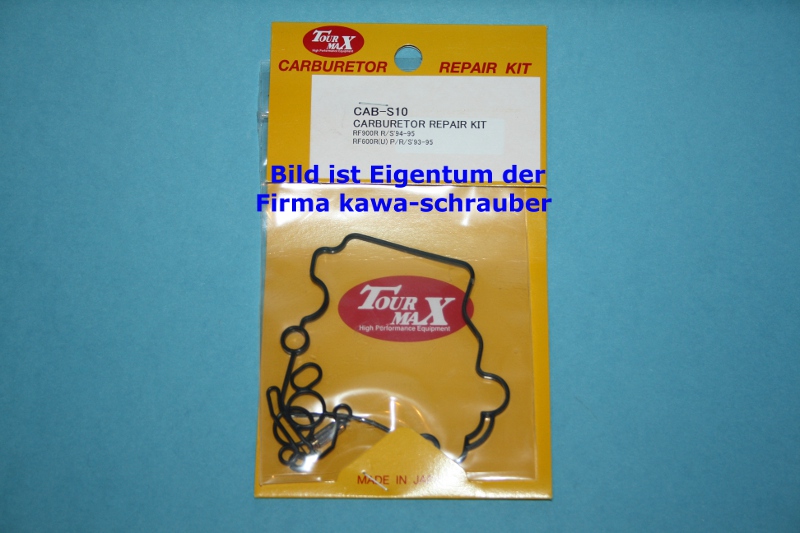 TOUR MAX
High Performance Equipment
CARBURETOR REPAIR KIT
CAB-S10
CARBURETOR REPAIR KIT
RF900R R/S'94-95
RF600R(U) P/R/S'93-95
Bild ist Eigentum der
Firma kawa-schrauber
TOUR MAX
High Performance Equipment
MADE IN